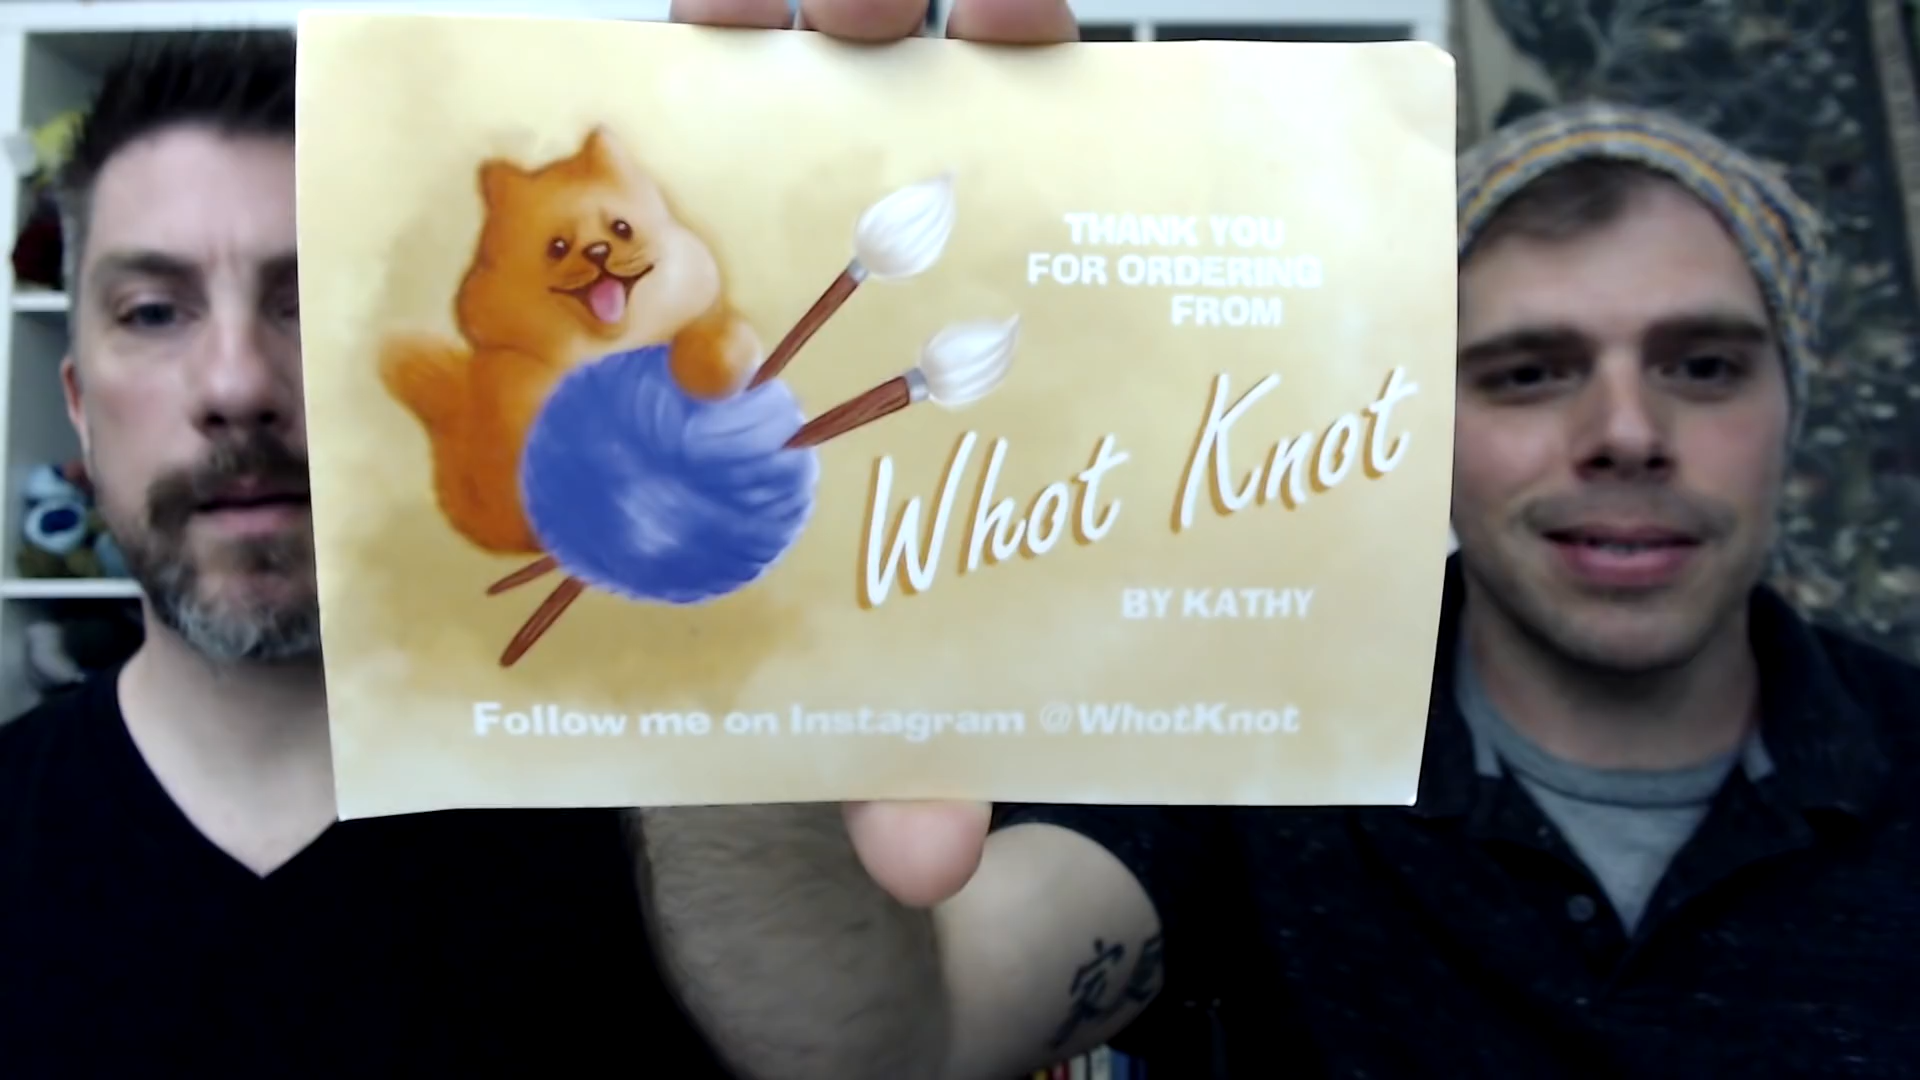 THANK YOU
FOR ORDERING
FROM
Whot Knot
BY KATHY
Follow me on Instagram @WhotKnot